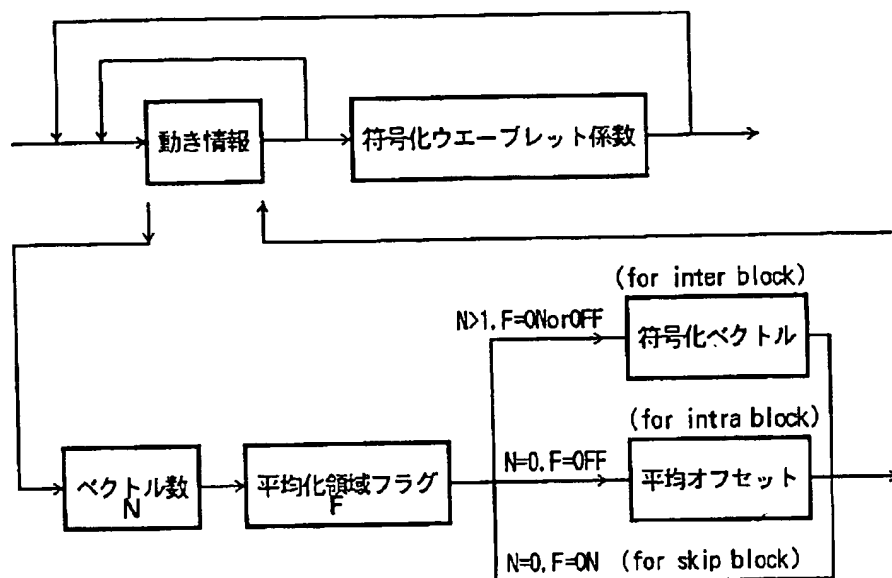 動き情報
符号化ウエーブレット係数
(for inter block)
N>1.F=ONorOFF
符号化ベクトル
(for intra block)
N=0.F=OFF
平均オフセット
ベクトル数
N
平均化領域フラグ
F
N=0.F=ON (for skip block)